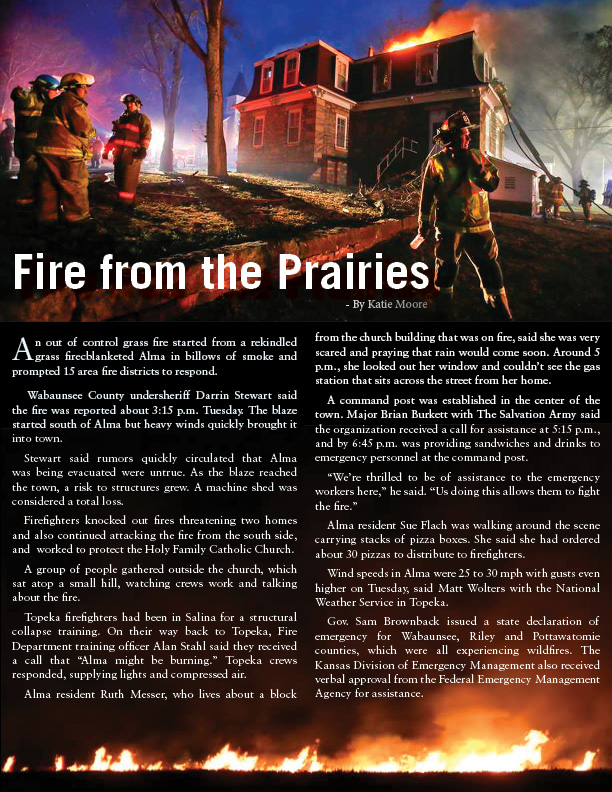 Fire from the Prairies
- By Katie Moore
An out of control grass fire started from a rekindled
grass firecblanketed Alma in billows of smoke and
prompted 15 area fire districts to respond.
Wabaunsee County undersheriff Darrin Stewart said
the fire was reported about 3:15 p.m. Tuesday. The blaze
started south of Alma but heavy winds quickly brought it
into town.
Stewart said rumors quickly circulated that Alma
was being evacuated were untrue. As the blaze reached
the town, a risk to structures grew. A machine shed was
considered a total loss.
Firefighters knocked out fires threatening two homes
and also continued attacking the fire from the south side,
and worked to protect the Holy Family Catholic Church.
A group of people gathered outside the church, which
sat atop a small hill, watching crews work and talking
about the fire.
Topeka firefighters had been in Salina for a structural
collapse training. On their way back to Topeka, Fire
Department training officer Alan Stahl said they received
a call that “Alma might be burning.” Topeka crews
responded, supplying lights and compressed air.
Alma resident Ruth Messer, who lives about a block
from the church building that was on fire, said she was very
scared and praying that rain would come soon. Around 5
p.m., she looked out her window and couldn’t see the gas
station that sits across the street from her home.
A command post was established in the center of the
town. Major Brian Burkett with The Salvation Army said
the organization received a call for assistance at 5:15 p.m.,
and by 6:45 p.m. was providing sandwiches and drinks to
emergency personnel at the command post.
“We’re thrilled to be of assistance to the emergency
workers here,” he said. “Us doing this allows them to fight
the fire.”
Alma resident Sue Flach was walking around the scene
carrying stacks of pizza boxes. She said she had ordered
about 30 pizzas to distribute to firefighters.
Wind speeds in Alma were 25 to 30 mph with gusts even
higher on Tuesday, said Matt Wolters with the National
Weather Service in Topeka.
Gov. Sam Brownback issued a state declaration of
emergency for Wabaunsee, Riley and Pottawatomie
counties, which were all experiencing wildfires. The
Kansas Division of Emergency Management also received
verbal approval from the Federal Emergency Management
Agency for assistance.